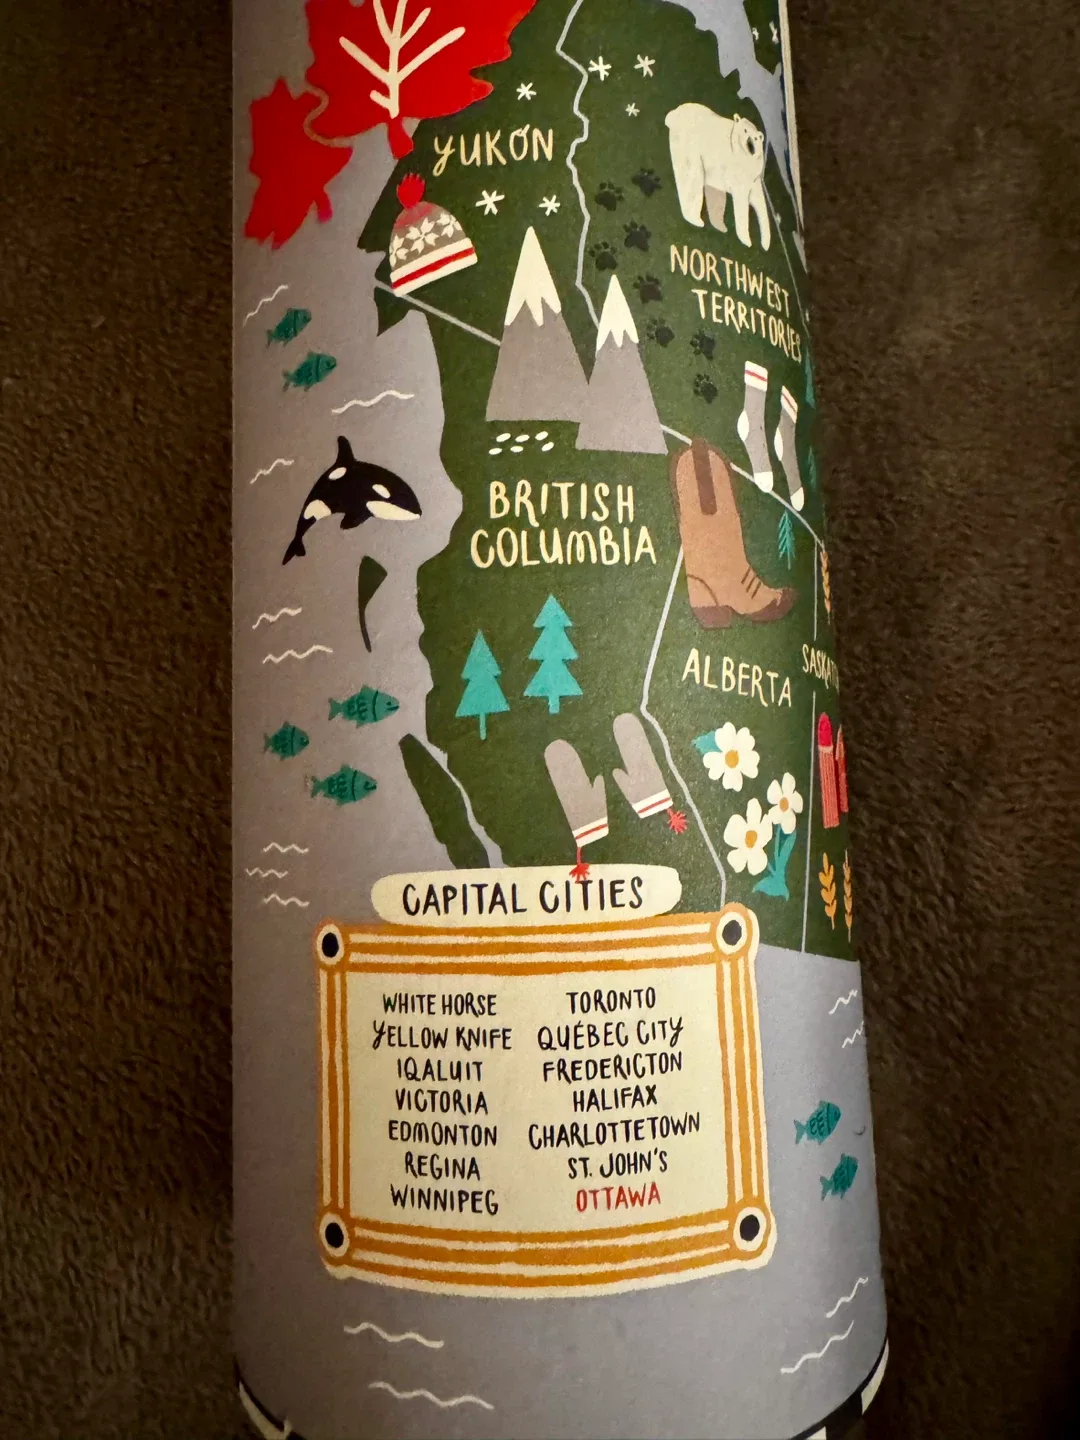 YUKON
NORTHWEST
TERRITORIES
BRITISH
COLUMBIA
ALBERTA
CAPITAL CITIES
WHITE HORSE
YELLOW KNIFE
IQALUIT
VICTORIA
EDMONTON
REGINA
WINNIPEG
TORONTO
QUÉBEC CITY
FREDERICTON
HALIFAX
CHARLOTTETOWN
ST. JOHN'S
OTTAWA